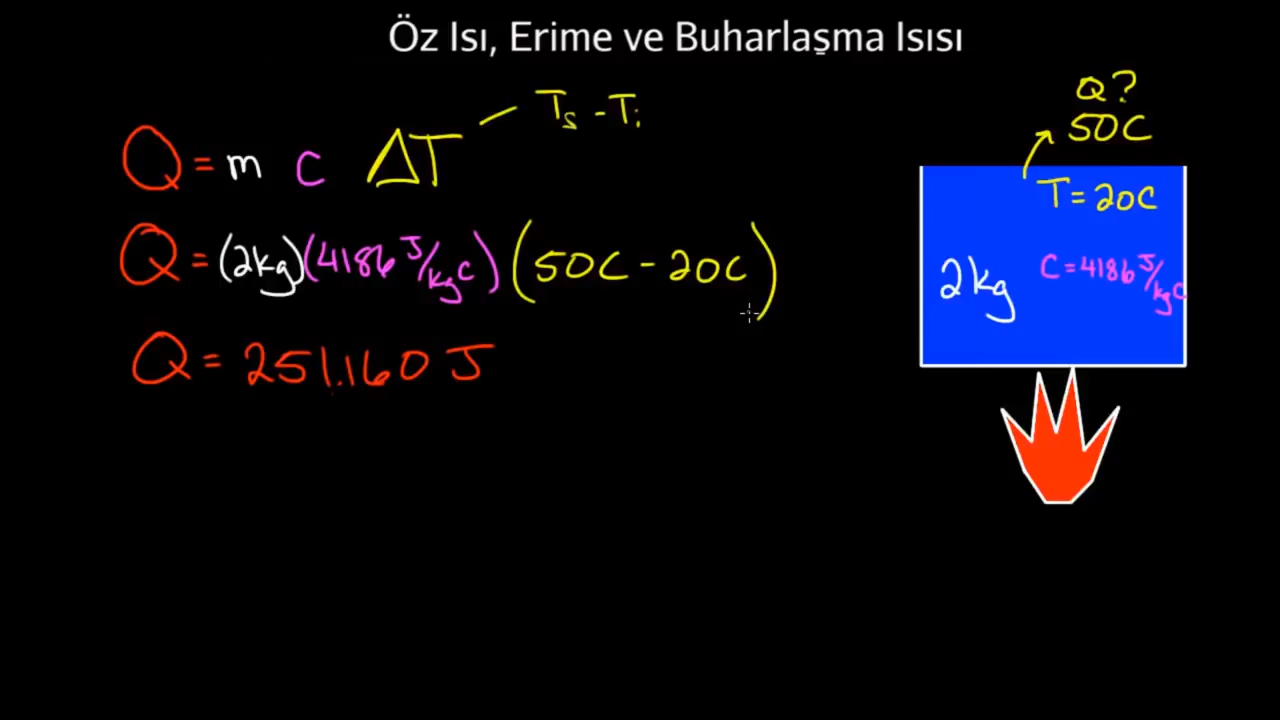 Öz Isı, Erime ve Buharlaşma Isısı
Ts - Ti
Q = m c ΔT
Q = (2kg)(4186 J/kgC)(50C - 20C)
Q = 251.160 J
Q?
50C
T = 20C
2kg
C = 4186 J/kgC